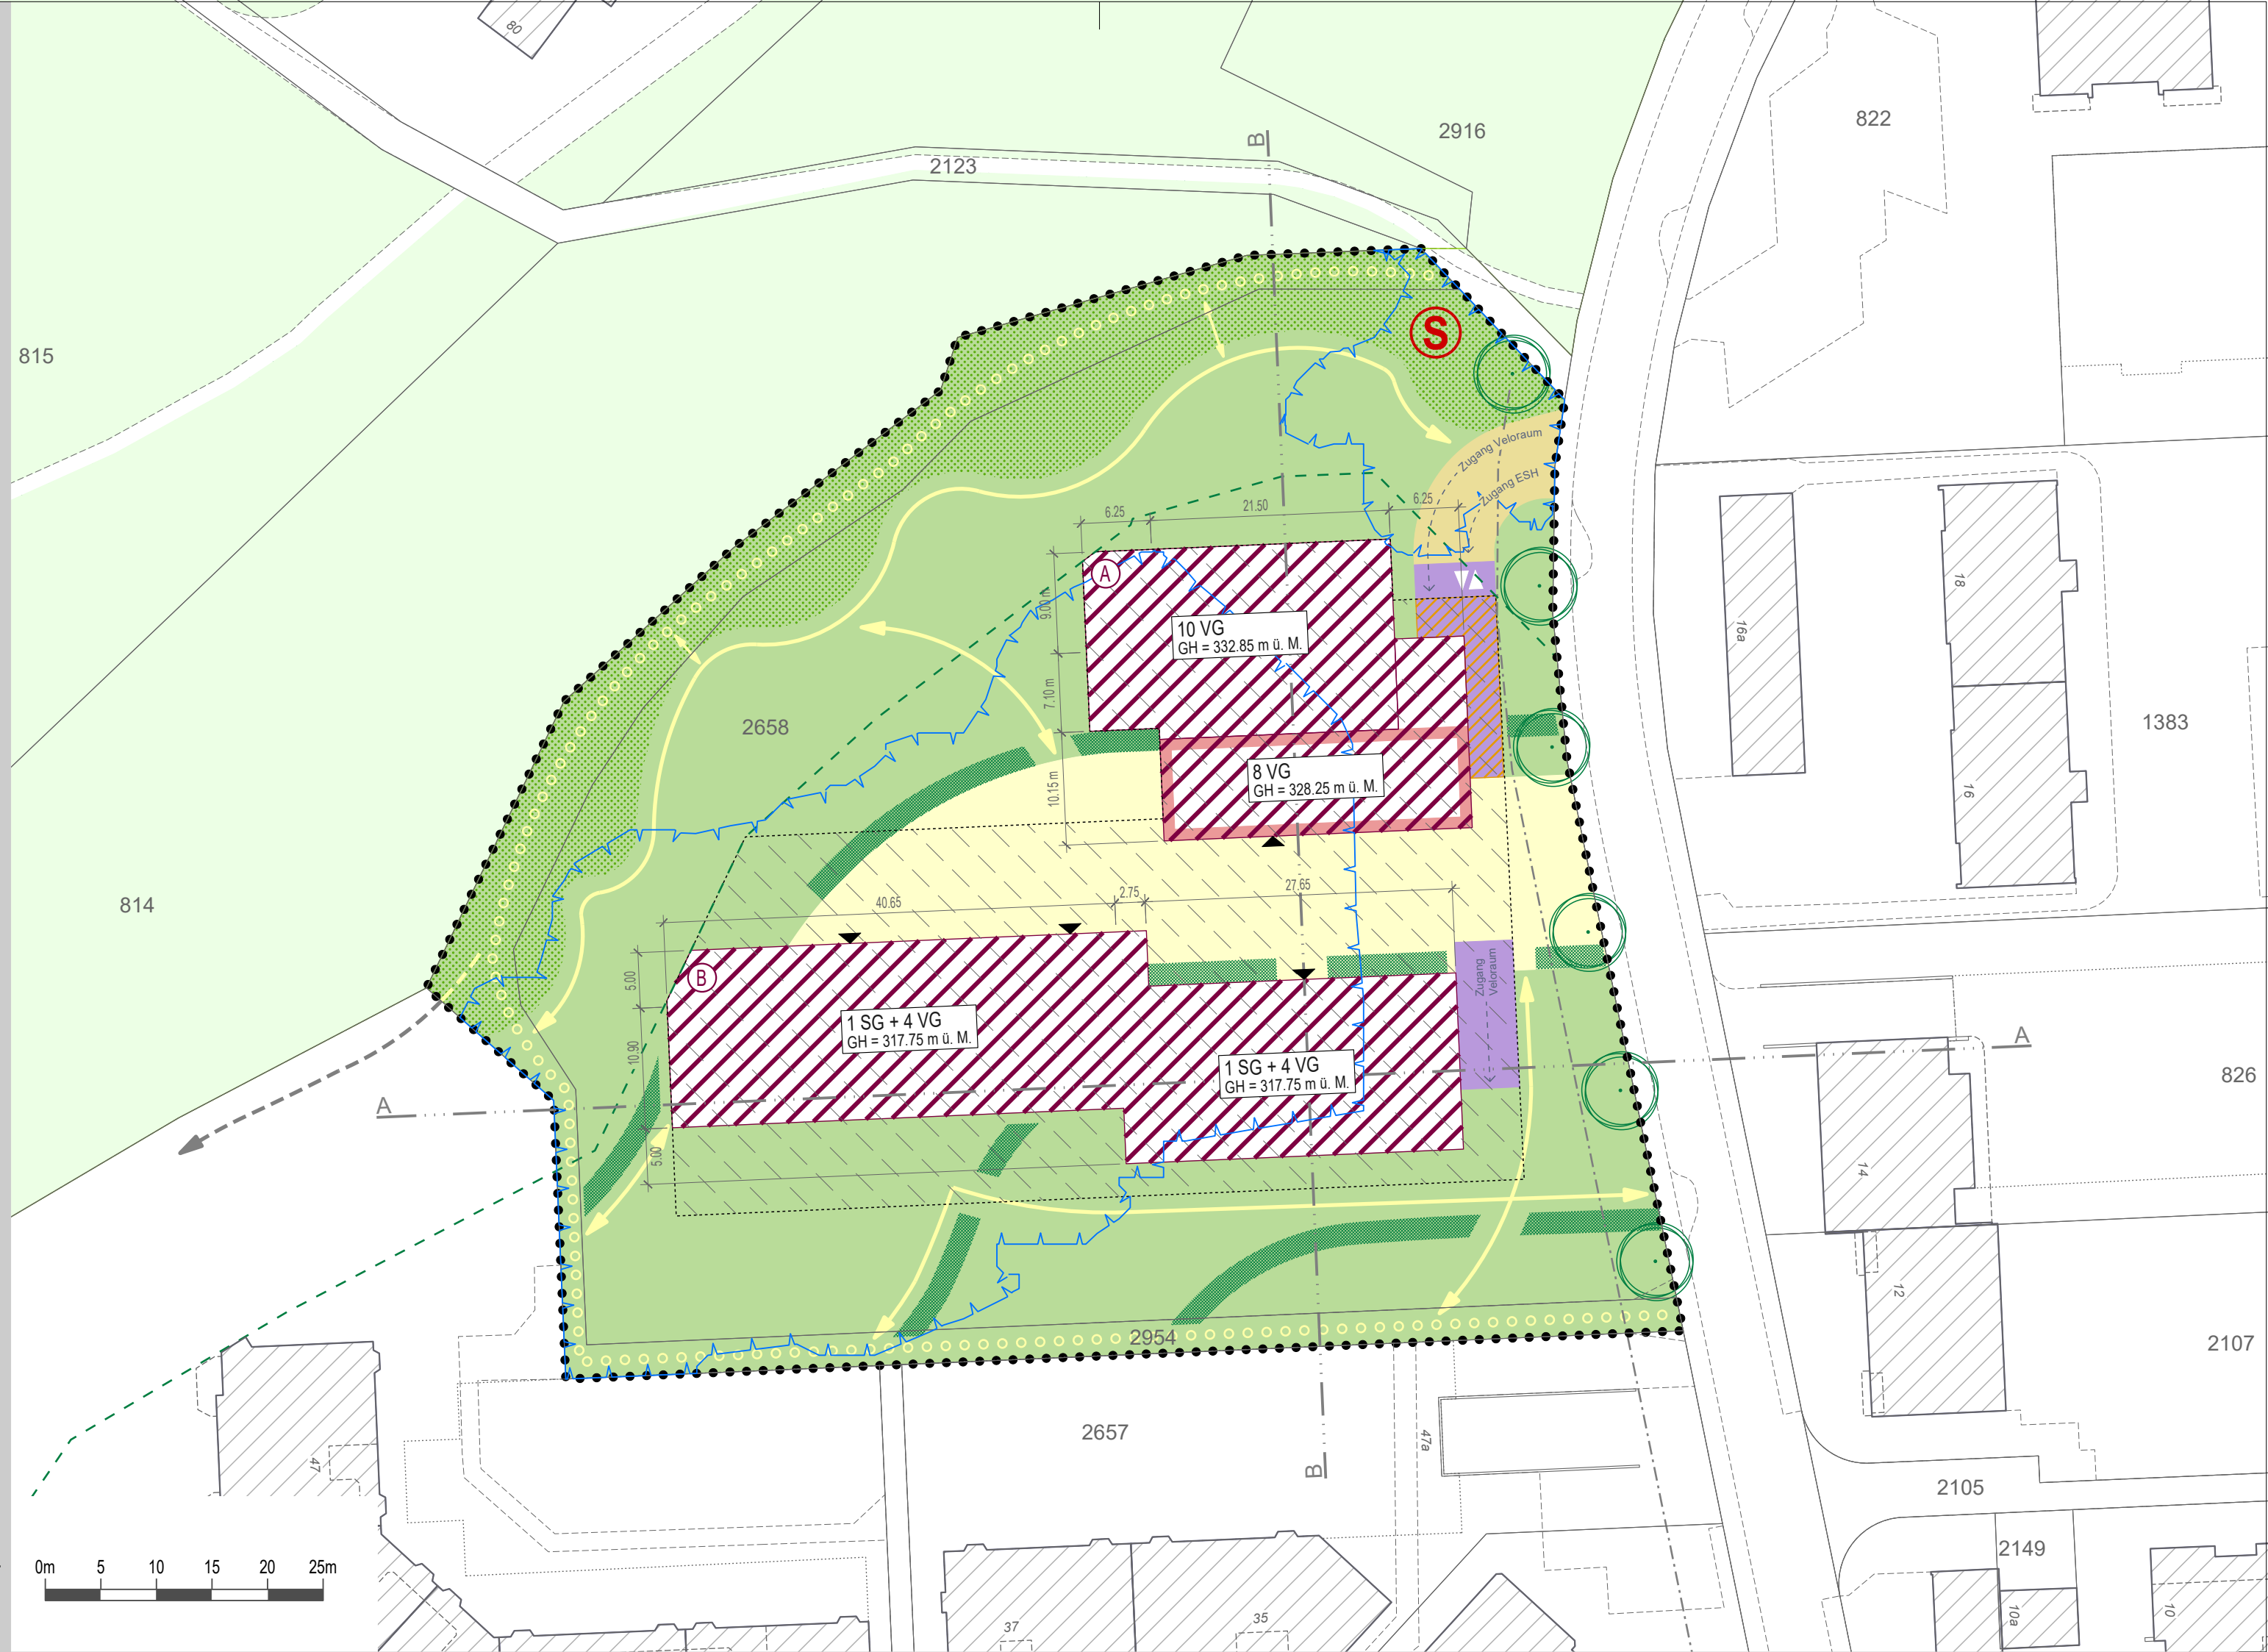 80
2916
822
B
2123
815
S
Zugang Veloraum
Zugang ESH
6.25
21.50
6.25
A
9.00 m
18
16a
10 VG
GH = 332.85 m ü. M.
7.10 m
2658
1383
8 VG
GH = 328.25 m ü. M.
10.15 m
16
814
40.65
2.75
27.65
B
5.00
Zugang
Veloraum
1 SG + 4 VG
GH = 317.75 m ü. M.
10.90
1 SG + 4 VG
GH = 317.75 m ü. M.
A
A
826
5.00
14
12
2954
2107
2657
47a
B
47
2105
2149
0m
5
10
15
20
25m
37
35
10a
10